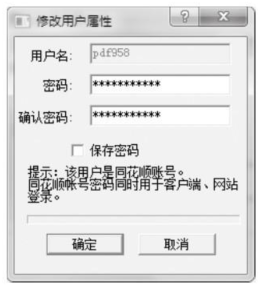 修改用户属性
用户名: pdf958
密码: ***********
确认密码: ***********
保存密码
提示: 该用户是同花顺账号。
同花顺帐号密码同时用于客户端、网站
登录。
确定 取消